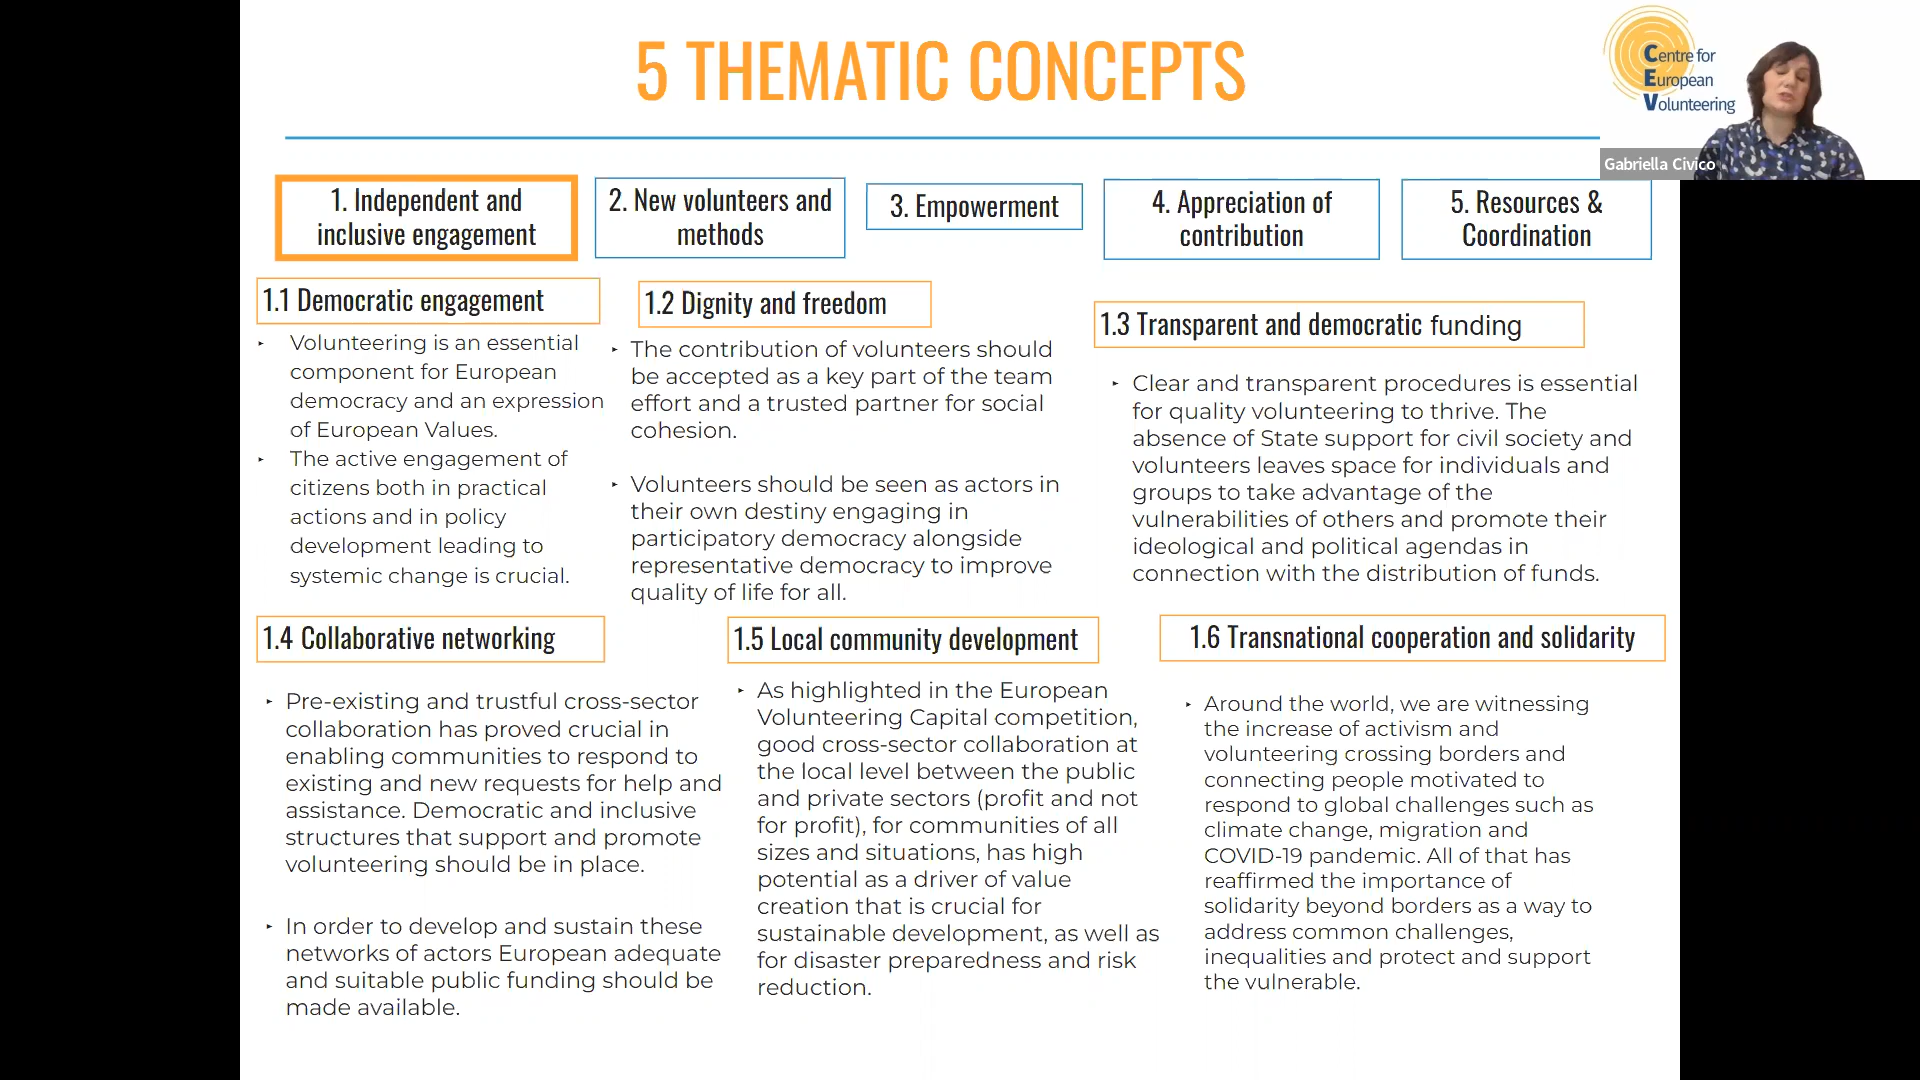 5 THEMATIC CONCEPTS
Centre for
European
Volunteering
Gabriella Civico
1. Independent and
inclusive engagement
2. New volunteers and
methods
3. Empowerment
4. Appreciation of
contribution
5. Resources &
Coordination
1.1 Democratic engagement
‣ Volunteering is an essential
component for European
democracy and an expression
of European Values.
‣ The active engagement of
citizens both in practical
actions and in policy
development leading to
systemic change is crucial.
1.2 Dignity and freedom
‣ The contribution of volunteers should
be accepted as a key part of the team
effort and a trusted partner for social
cohesion.
‣ Volunteers should be seen as actors in
their own destiny engaging in
participatory democracy alongside
representative democracy to improve
quality of life for all.
1.3 Transparent and democratic funding
‣ Clear and transparent procedures is essential
for quality volunteering to thrive. The
absence of State support for civil society and
volunteers leaves space for individuals and
groups to take advantage of the
vulnerabilities of others and promote their
ideological and political agendas in
connection with the distribution of funds.
1.4 Collaborative networking
‣ Pre-existing and trustful cross-sector
collaboration has proved crucial in
enabling communities to respond to
existing and new requests for help and
assistance. Democratic and inclusive
structures that support and promote
volunteering should be in place.
‣ In order to develop and sustain these
networks of actors European adequate
and suitable public funding should be
made available.
1.5 Local community development
‣ As highlighted in the European
Volunteering Capital competition,
good cross-sector collaboration at
the local level between the public
and private sectors (profit and not
for profit), for communities of all
sizes and situations, has high
potential as a driver of value
creation that is crucial for
sustainable development, as well as
for disaster preparedness and risk
reduction.
1.6 Transnational cooperation and solidarity
‣ Around the world, we are witnessing
the increase of activism and
volunteering crossing borders and
connecting people motivated to
respond to global challenges such as
climate change, migration and
COVID-19 pandemic. All of that has
reaffirmed the importance of
solidarity beyond borders as a way to
address common challenges,
inequalities and protect and support
the vulnerable.